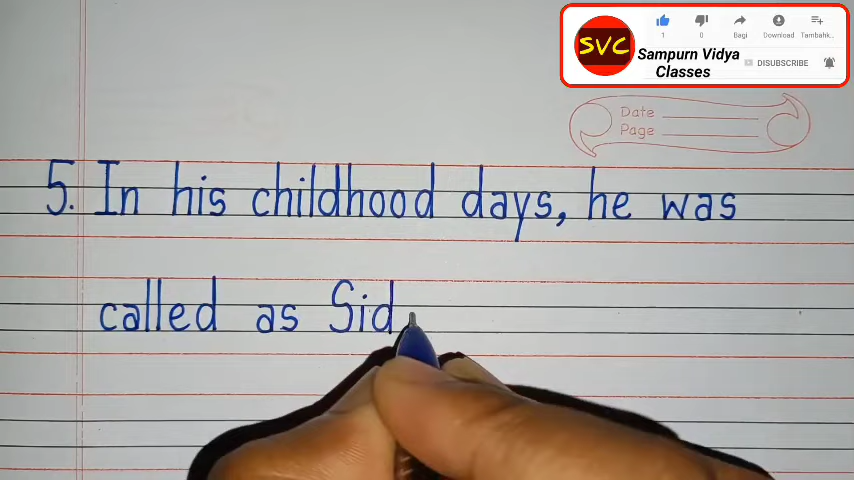 SVC
Sampurn Vidya
Classes
1
0
Bagi
Download
Tambahk...
DISUBSCRIBE
Date
Page
5. In his childhood days, he was
called as Sid